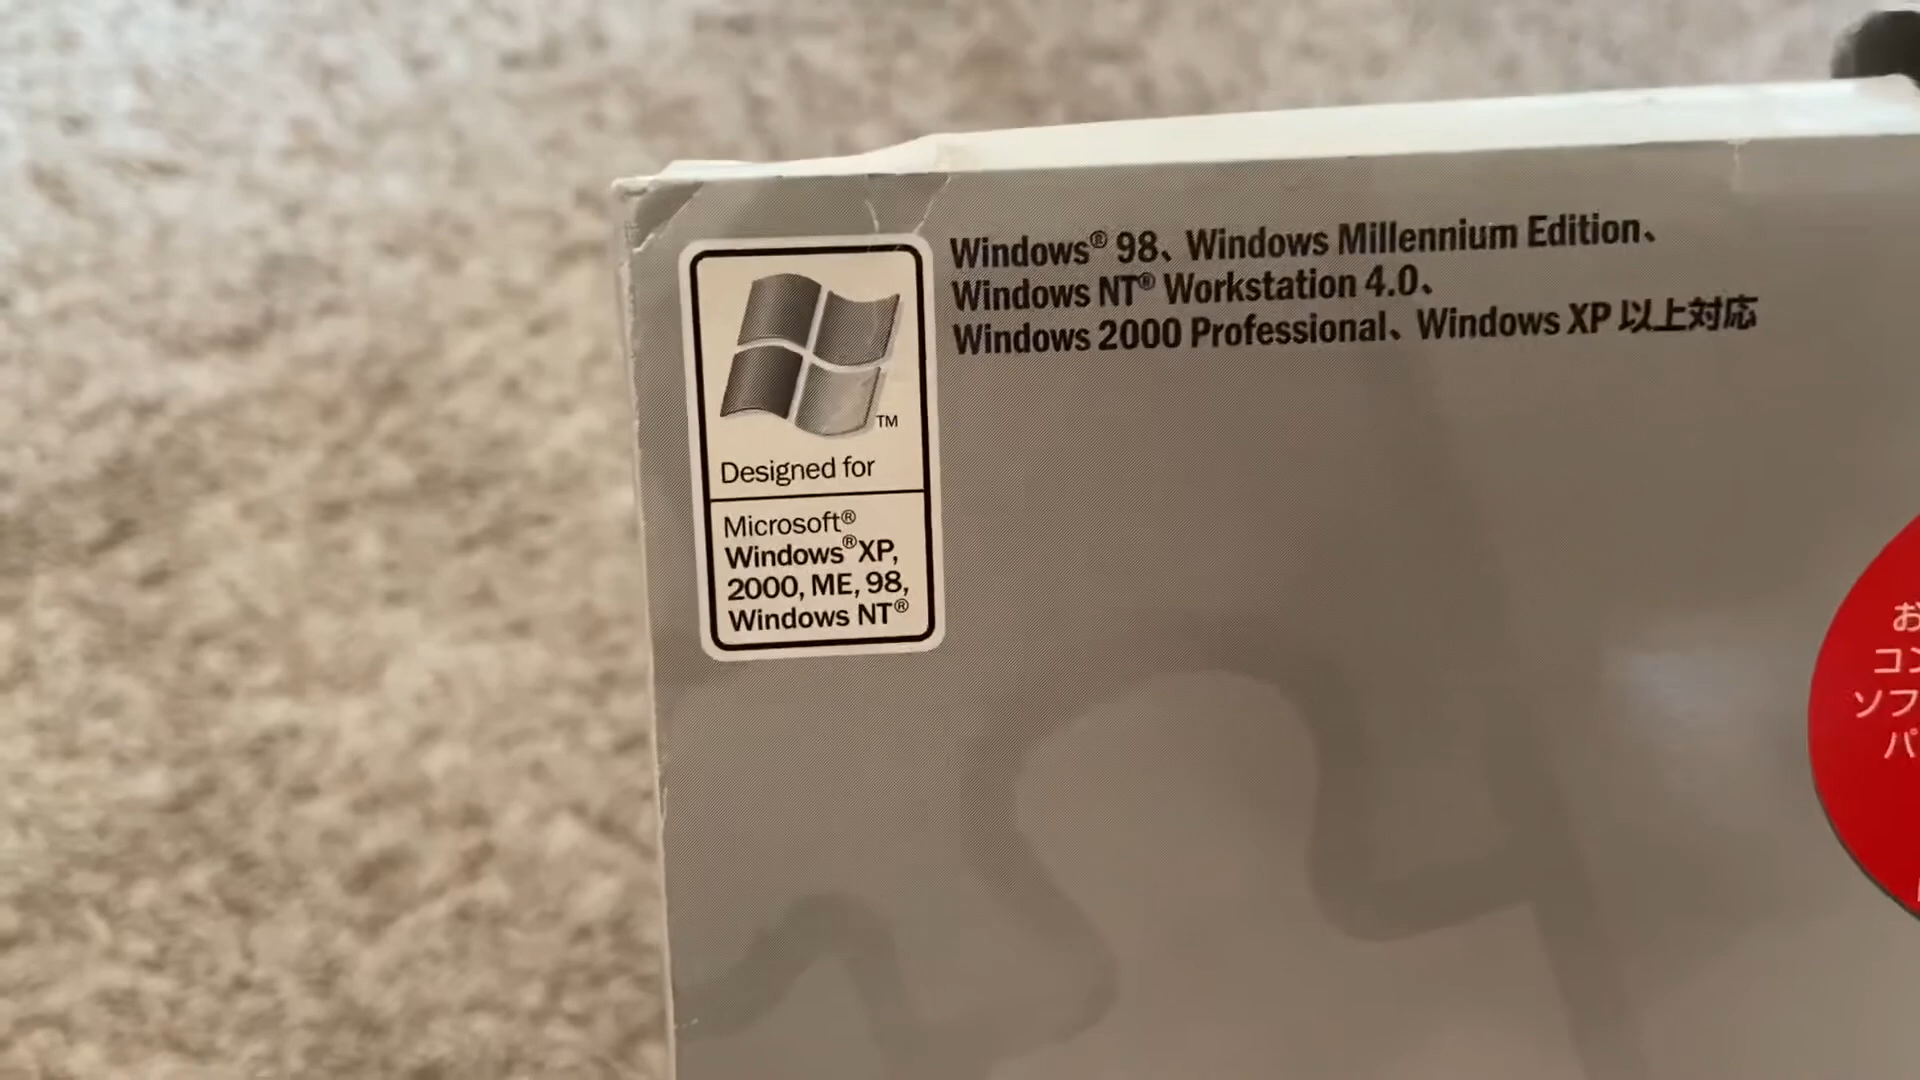 Windows® 98、Windows Millennium Edition、
Windows NT® Workstation 4.0、
Windows 2000 Professional、Windows XP 以上対応
TM
Designed for
Microsoft®
Windows® XP,
2000, ME, 98,
Windows NT®
お
コン
ソフ
パ